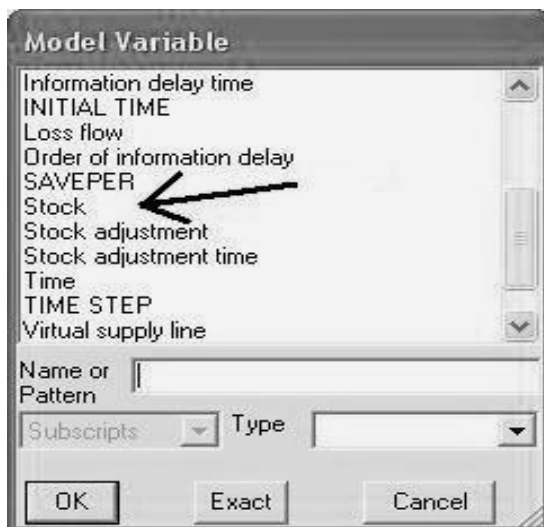 Model Variable
Information delay time
INITIAL TIME
Loss flow
Order of information delay
SAVEPER
Stock
Stock adjustment
Stock adjustment time
Time
TIME STEP
Virtual supply line
Name or
Pattern
Subscripts Type
OK Exact Cancel